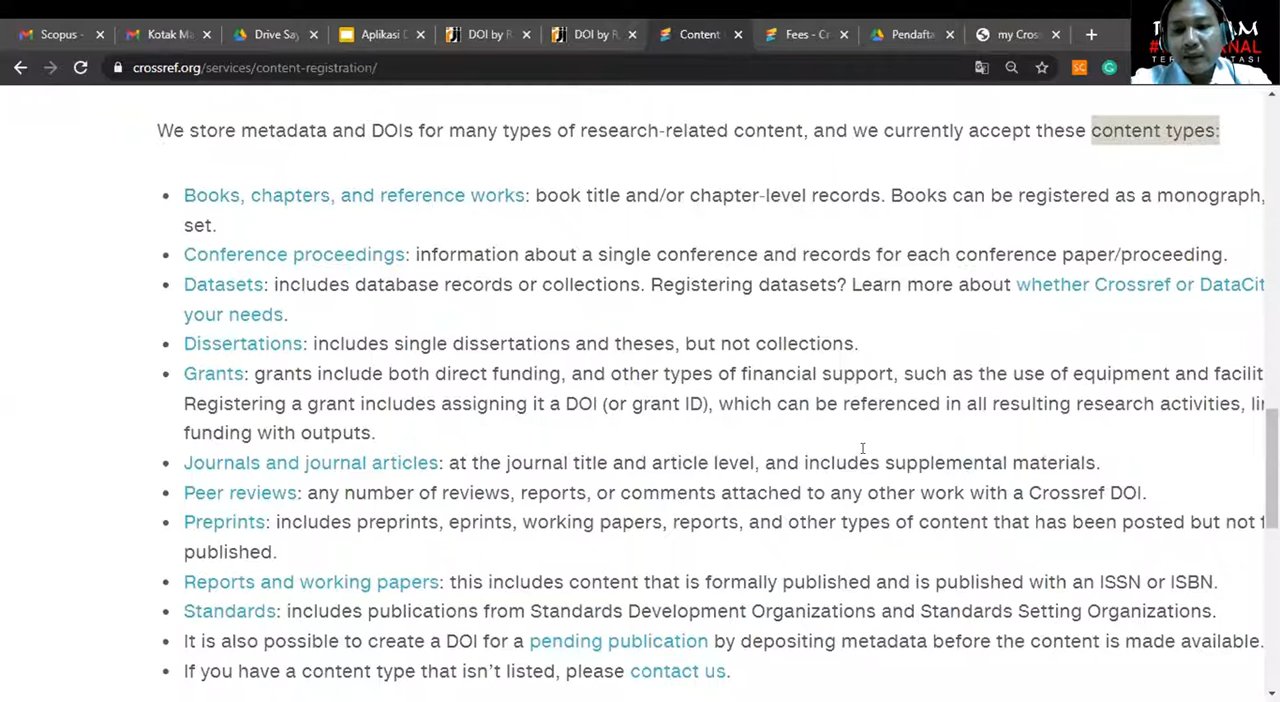 Scopus -
Kotak Ma
Drive Say
Aplikasi D
DOI by R
DOI by R
Content
Fees - Cr
Pendafta
my Cros
crossref.org/services/content-registration/
SC
We store metadata and DOIs for many types of research-related content, and we currently accept these content types:
• Books, chapters, and reference works: book title and/or chapter-level records. Books can be registered as a monograph,
set.
• Conference proceedings: information about a single conference and records for each conference paper/proceeding.
• Datasets: includes database records or collections. Registering datasets? Learn more about whether Crossref or DataCit
your needs.
• Dissertations: includes single dissertations and theses, but not collections.
• Grants: grants include both direct funding, and other types of financial support, such as the use of equipment and facilit
Registering a grant includes assigning it a DOI (or grant ID), which can be referenced in all resulting research activities, li
funding with outputs.
• Journals and journal articles: at the journal title and article level, and includes supplemental materials.
• Peer reviews: any number of reviews, reports, or comments attached to any other work with a Crossref DOI.
• Preprints: includes preprints, eprints, working papers, reports, and other types of content that has been posted but not
published.
• Reports and working papers: this includes content that is formally published and is published with an ISSN or ISBN.
• Standards: includes publications from Standards Development Organizations and Standards Setting Organizations.
• It is also possible to create a DOI for a pending publication by depositing metadata before the content is made available.
• If you have a content type that isn't listed, please contact us.